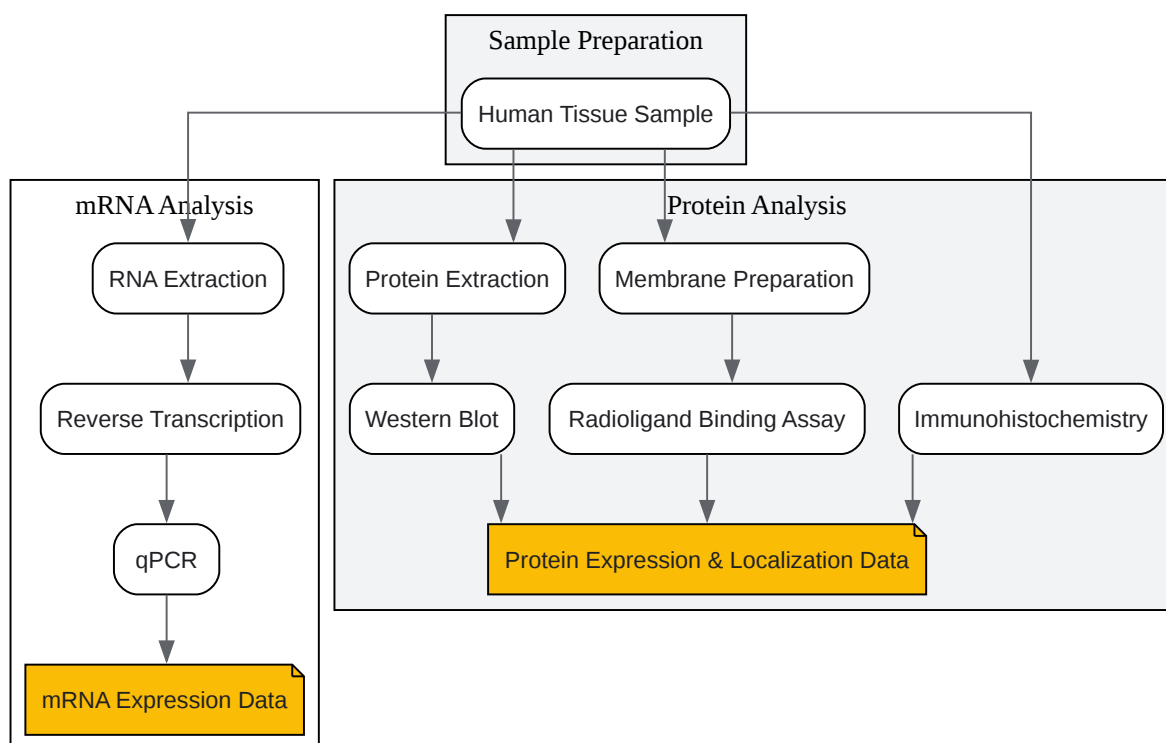 Sample Preparation
Human Tissue Sample
mRNA Analysis
RNA Extraction
Reverse Transcription
qPCR
mRNA Expression Data
Protein Analysis
Protein Extraction
Membrane Preparation
Western Blot
Radioligand Binding Assay
Immunohistochemistry
Protein Expression & Localization Data